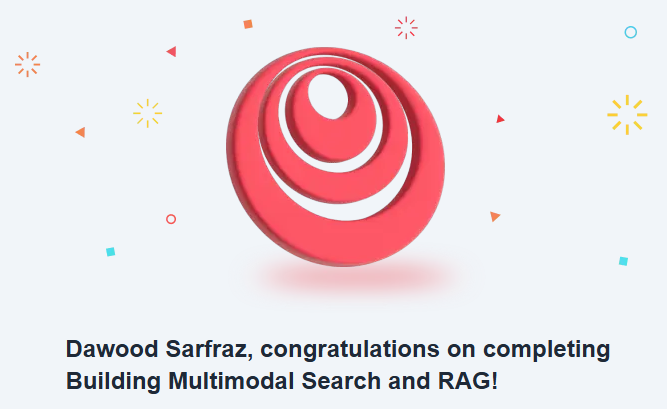 Dawood Sarfraz, congratulations on completing
Building Multimodal Search and RAG!